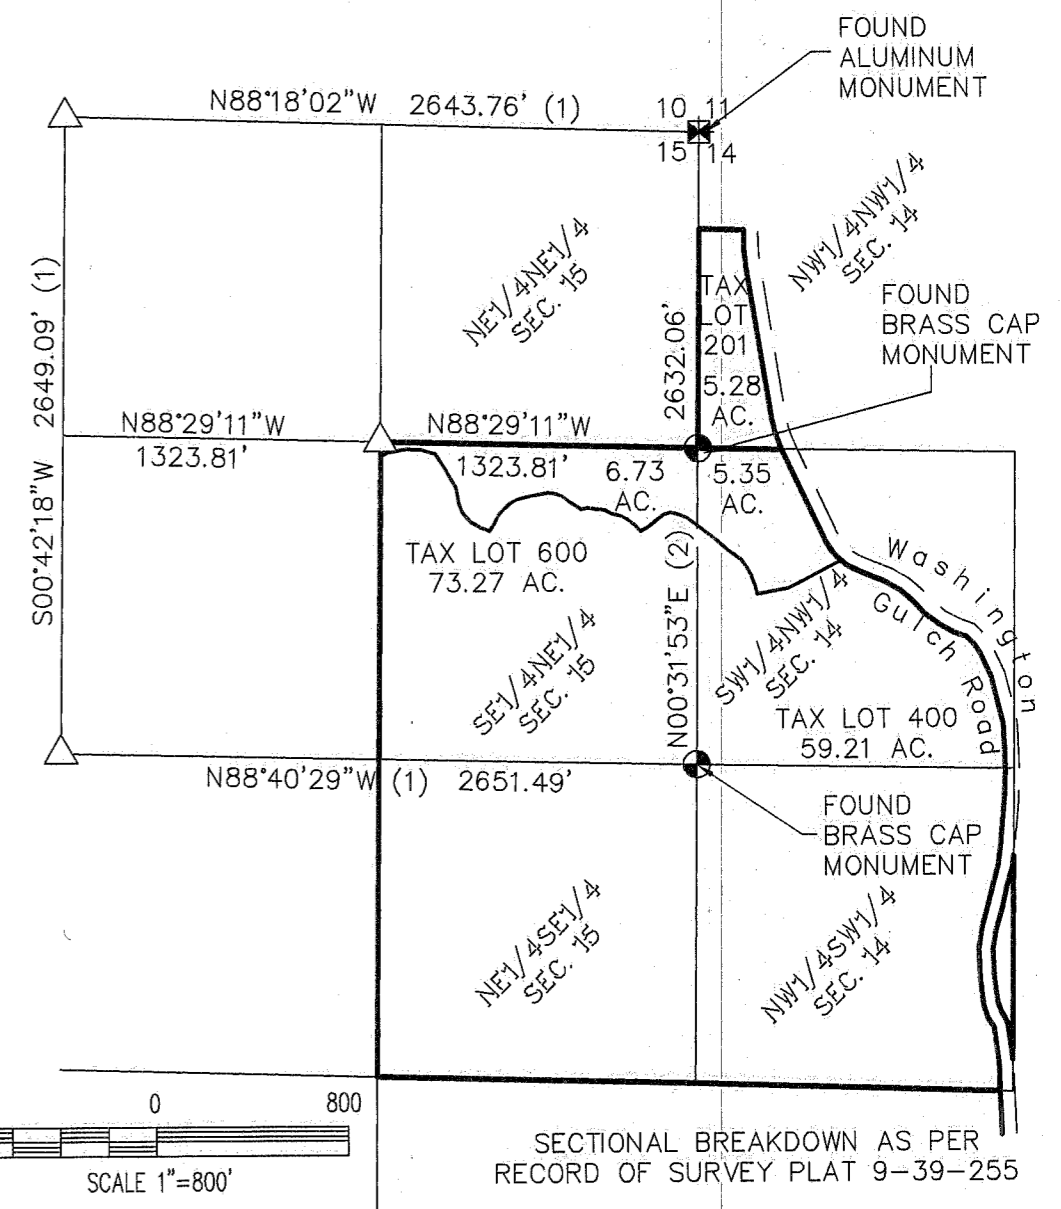 FOUND
ALUMINUM
MONUMENT
N88°18'02"W 2643.76' (1)
10 11
15 14
NW1/4NW1/4
SEC. 14
NE1/4NE1/4
SEC. 15
TAX
LOT
201
5.28
AC.
FOUND
BRASS CAP
MONUMENT
S00°42'18"W 2649.09' (1)
2632.06'
N88°29'11"W
1323.81'
N88°29'11"W
1323.81'
6.73
AC.
5.35
AC.
TAX LOT 600
73.27 AC.
N00°31'53"E (2)
Washington
Gulch Road
SE1/4NE1/4
SEC. 15
SW1/4NW1/4
SEC. 14
TAX LOT 400
59.21 AC.
N88°40'29"W (1) 2651.49'
FOUND
BRASS CAP
MONUMENT
NE1/4SE1/4
SEC. 15
NW1/4SW1/4
SEC. 14
0 800
SCALE 1"=800'
SECTIONAL BREAKDOWN AS PER
RECORD OF SURVEY PLAT 9-39-255